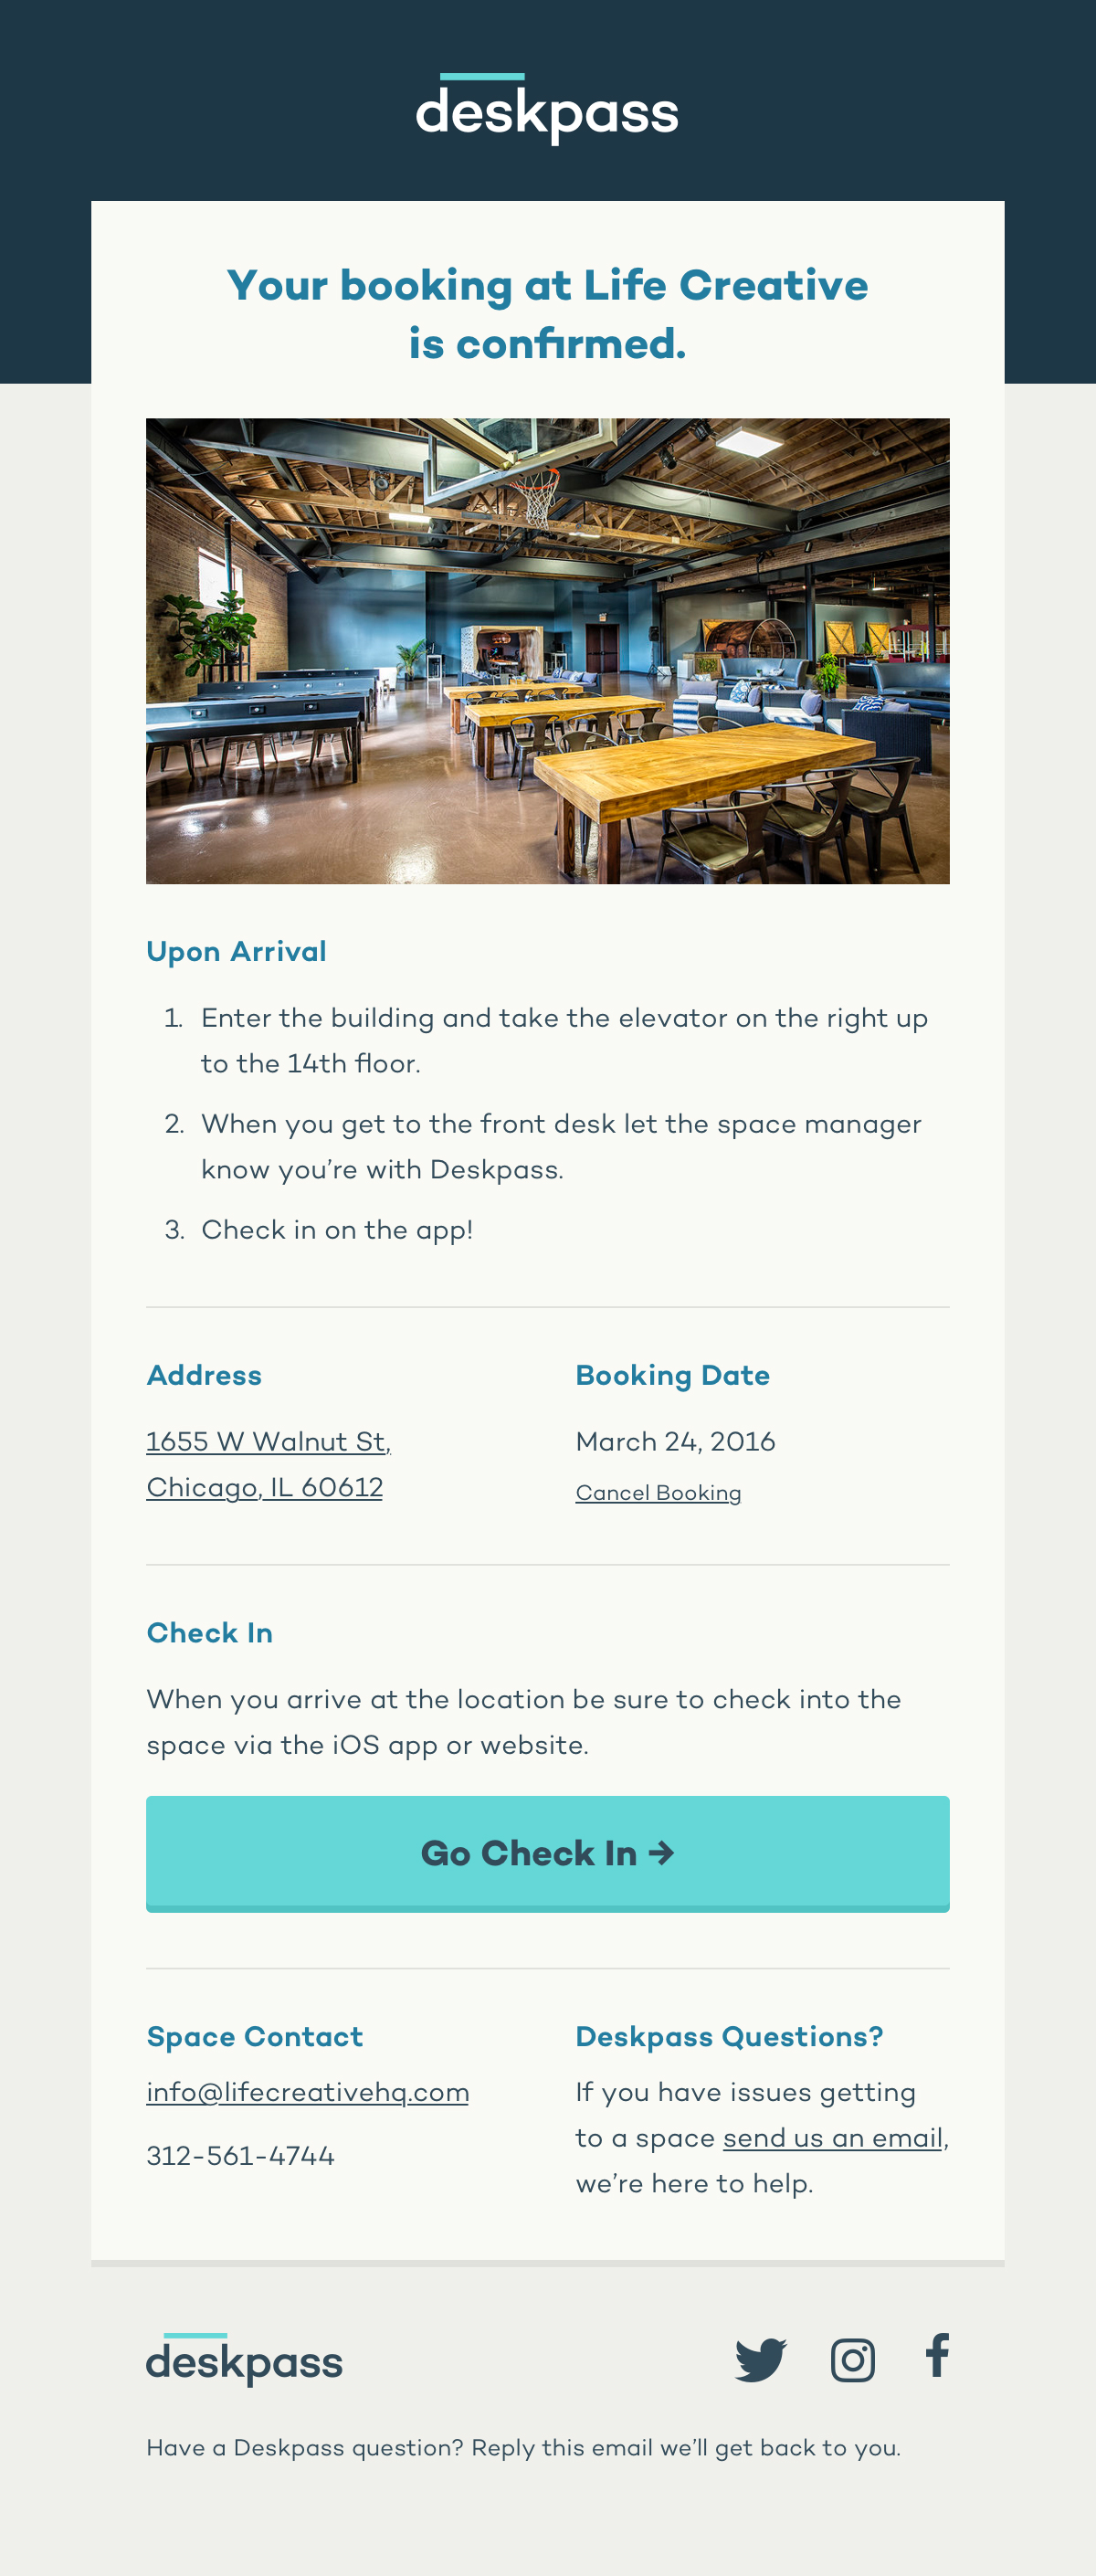 deskpass
Your booking at Life Creative
is confirmed.
Upon Arrival
1. Enter the building and take the elevator on the right up
to the 14th floor.
2. When you get to the front desk let the space manager
know you’re with Deskpass.
3. Check in on the app!
Address
1655 W Walnut St,
Chicago, IL 60612
Booking Date
March 24, 2016
Cancel Booking
Check In
When you arrive at the location be sure to check into the
space via the iOS app or website.
Go Check In →
Space Contact
info@lifecreativehq.com
312-561-4744
Deskpass Questions?
If you have issues getting
to a space send us an email,
we’re here to help.
deskpass
Have a Deskpass question? Reply this email we’ll get back to you.